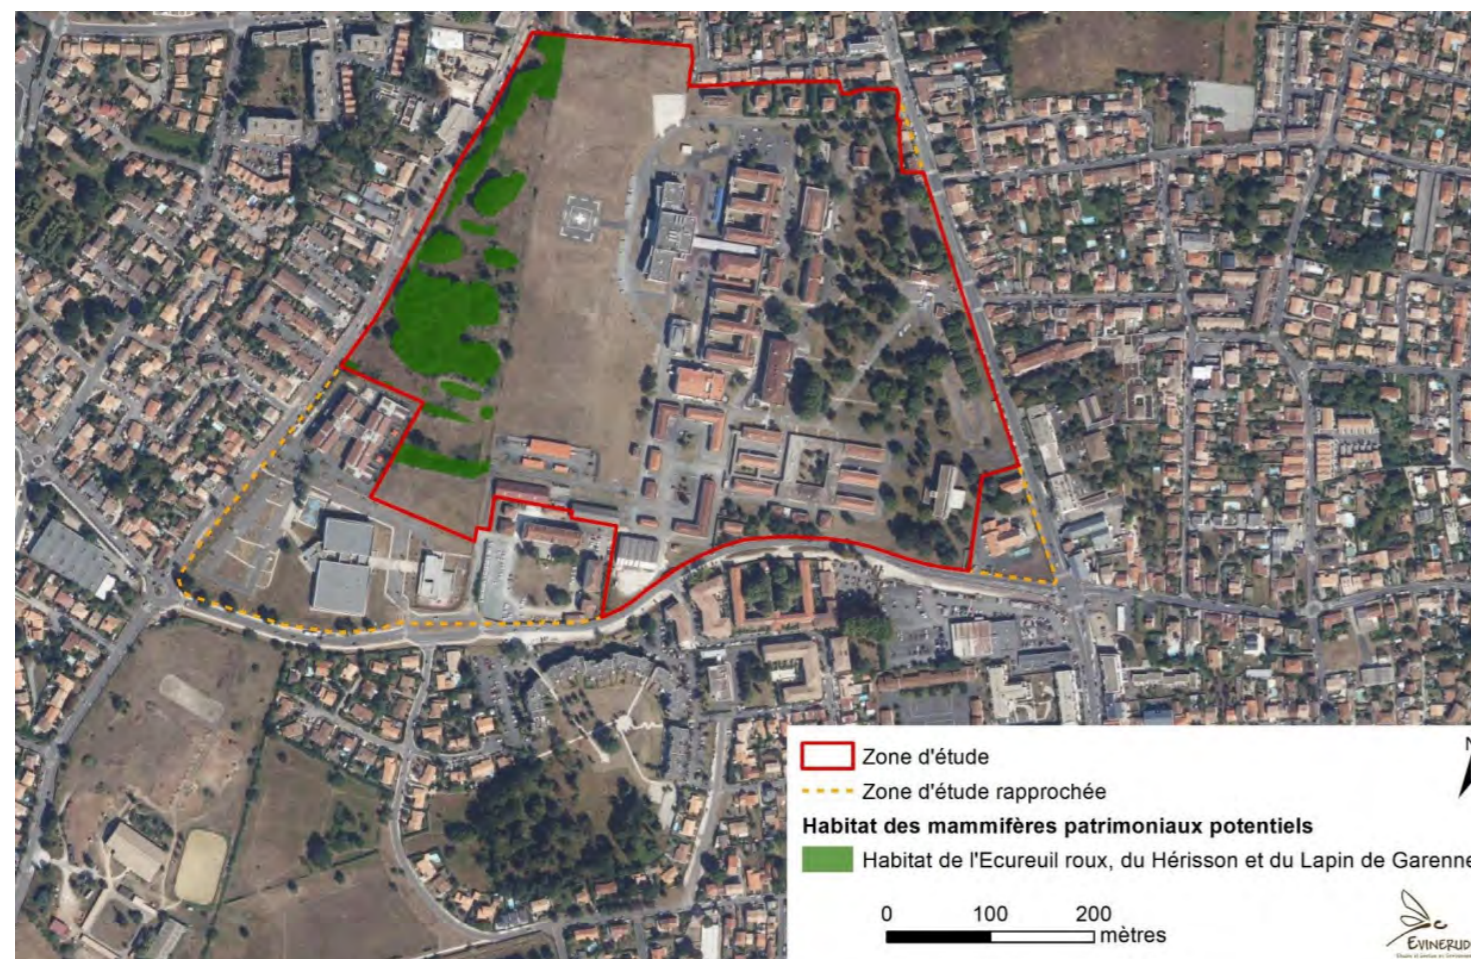 N
Zone d'étude
Zone d'étude rapprochée
Habitat des mammifères patrimoniaux potentiels
Habitat de l'Ecureuil roux, du Hérisson et du Lapin de Garenne
0 100 200
mètres
EVINERUD